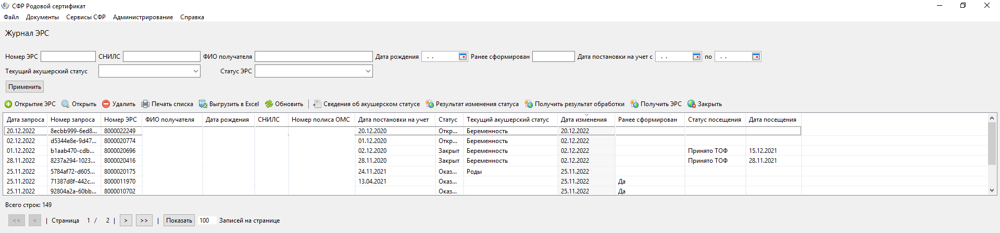 СФР Родовой сертификат
Файл Документы Сервисы СФР Администрирование Справка
Журнал ЭРС
Номер ЭРС СНИЛС ФИО получателя Дата рождения . . Ранее сформирован Дата постановки на учет с . . по . .
Текущий акушерский статус Статус ЭРС
Применить
Открытие ЭРС Открыть Удалить Печать списка Выгрузить в Excel Обновить Сведения об акушерском статусе Результат изменения статуса Получить результат обработки Получить ЭРС Закрыть
Дата запроса Номер запроса Номер ЭРС ФИО получателя Дата рождения СНИЛС Номер полиса ОМС Дата постановки на учет Статус Текущий акушерский статус Дата изменения Ранее сформирован Статус посещения Дата посещения
20.12.2022 8ecbb999-6ed8... 8000022249 20.12.2020 Откр... Беременность 20.12.2022
02.12.2022 d5344e8e-9d47... 8000020774 01.12.2020 Откр... Беременность 02.12.2022
01.12.2022 b1aab470-cdb... 8000020696 02.12.2020 Закрыт Беременность 02.12.2022 Принято ТОФ 15.12.2021
28.11.2022 8237a294-1023... 8000020416 28.11.2020 Закрыт Беременность 02.12.2022 Принято ТОФ 28.11.2021
25.11.2022 5784af72-d605... 8000020175 24.11.2021 Оказ... Роды 25.11.2022
25.11.2022 71387d8f-442c... 8000011970 13.04.2021 Оказ... 25.11.2022 Да
25.11.2022 92804a2a-60bb... 8000010702 Оказ... 25.11.2022 Да
Всего строк: 149
<< < | Страница 1 / 2 | > >> | Показать 100 Записей на странице